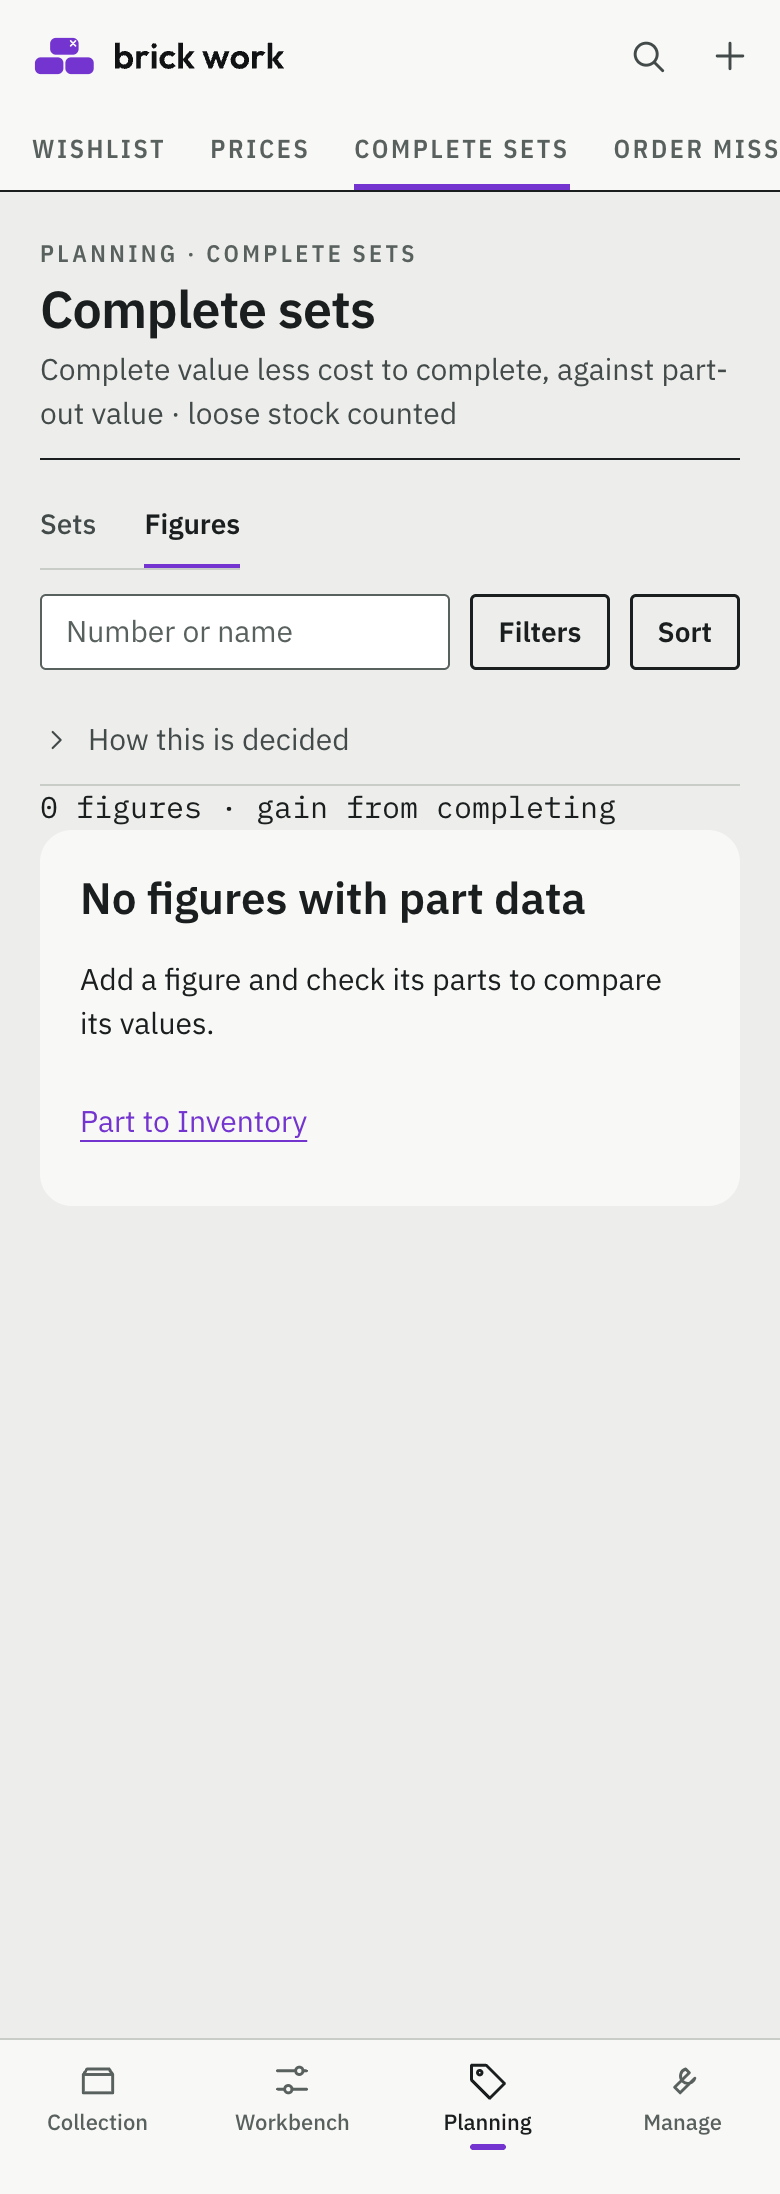 brick work
WISHLIST PRICES COMPLETE SETS ORDER MISS
PLANNING · COMPLETE SETS
Complete sets
Complete value less cost to complete, against part-
out value · loose stock counted
Sets Figures
Number or name Filters Sort
How this is decided
0 figures · gain from completing
No figures with part data
Add a figure and check its parts to compare
its values.
Part to Inventory
Collection Workbench Planning Manage